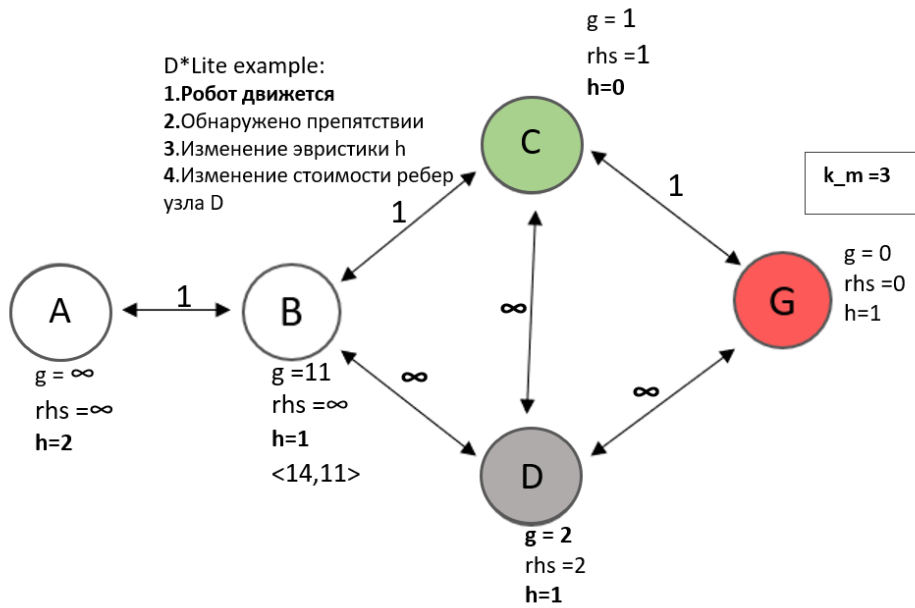 D*Lite example:
1.Робот движется
2.Обнаружено препятствии
3.Изменение эвристики h
4.Изменение стоимости ребер
узла D
g = 1
rhs =1
h=0
C
k_m =3
1
1
g = 0
rhs =0
h=1
G
A
1
B
∞
∞
∞
g = ∞
rhs =∞
h=2
g =11
rhs =∞
h=1
<14,11>
D
g = 2
rhs =2
h=1